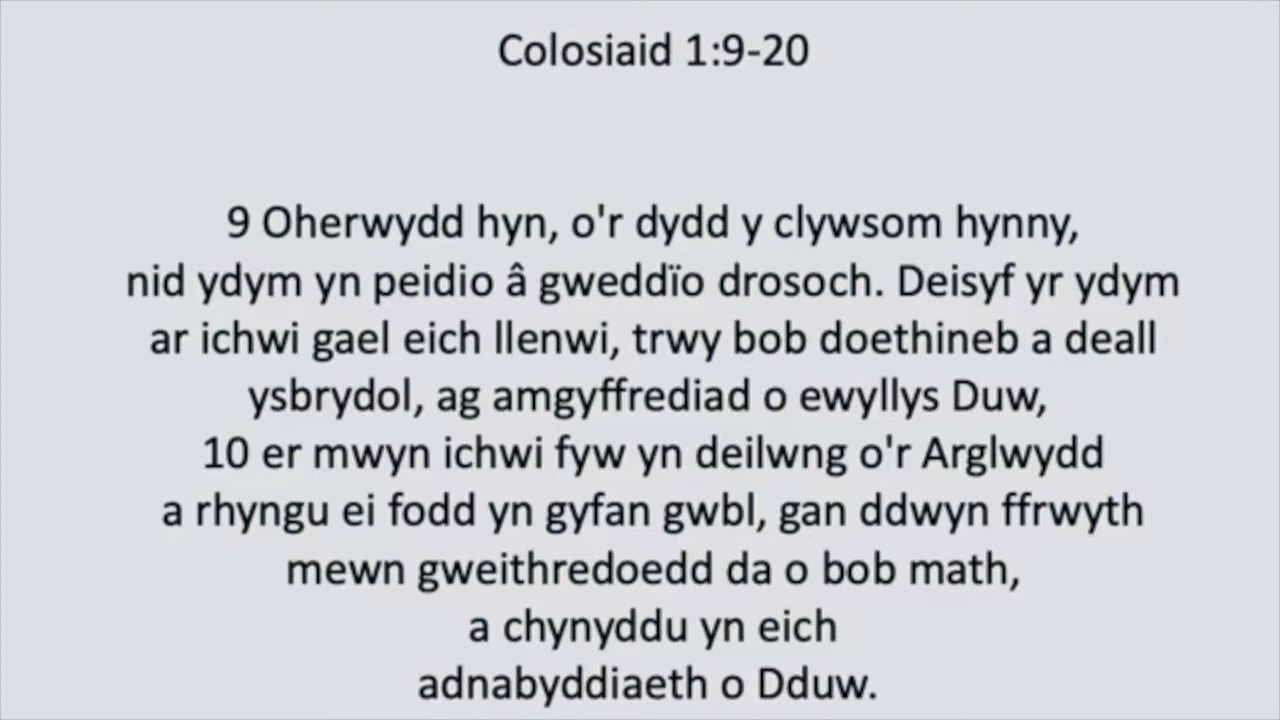 Colosiaid 1:9-20
9 Oherwydd hyn, o'r dydd y clywsom hynny,
nid ydym yn peidio â gweddïo drosoch. Deisyf yr ydym
ar ichwi gael eich llenwi, trwy bob doethineb a deall
ysbrydol, ag amgyffrediad o ewyllys Duw,
10 er mwyn ichwi fyw yn deilwng o'r Arglwydd
a rhyngu ei fodd yn gyfan gwbl, gan ddwyn ffrwyth
mewn gweithredoedd da o bob math,
a chynyddu yn eich
adnabyddiaeth o Dduw.